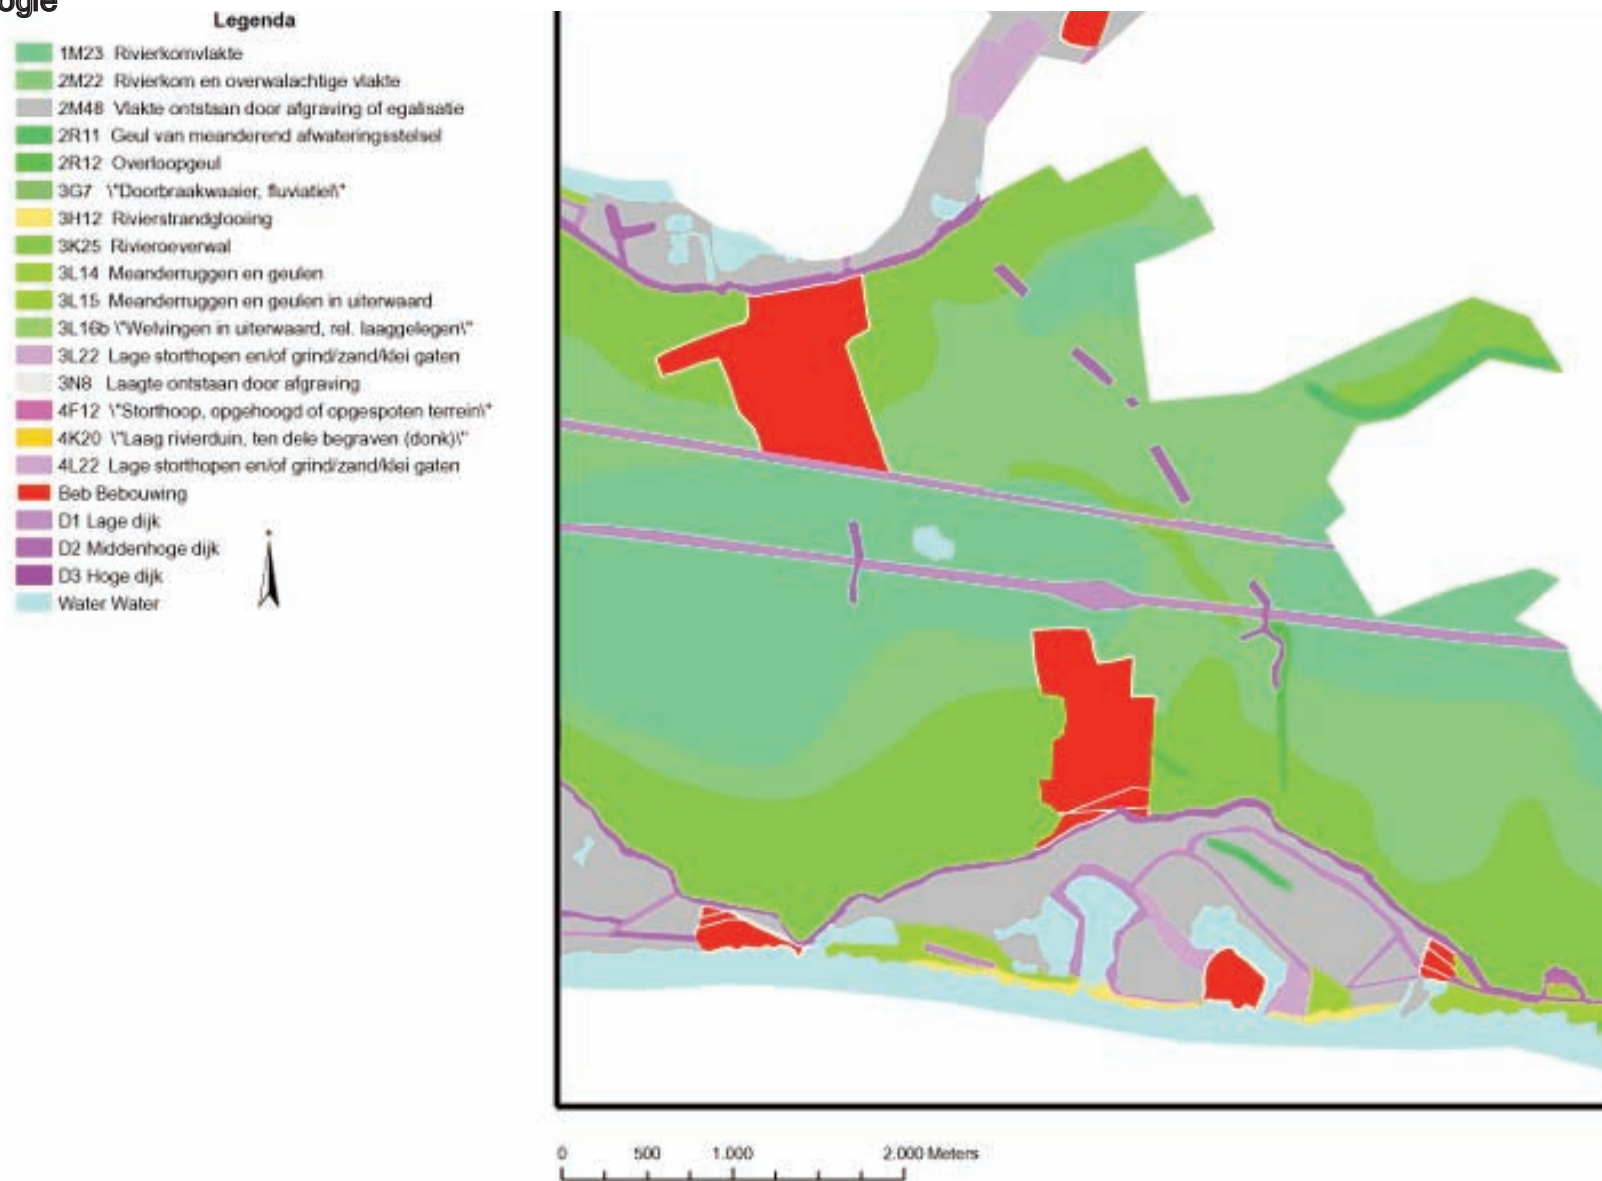 ogie
Legenda
1M23 Rivierkomvlakte
2M22 Rivierkom en overwalachtige vlakte
2M48 Vlakte ontstaan door afgraving of egalisatie
2R11 Geul van meanderend afwateringsstelsel
2R12 Overloopgeul
3G7 \"Doorbraakwaaier, fluviatiel\"
3H12 Rivierstrandglooiing
3K25 Rivieroeverwal
3L14 Meanderruggen en geulen
3L15 Meanderruggen en geulen in uiterwaard
3L16b \"Welvingen in uiterwaard, rel. laaggelegen\"
3L22 Lage storthopen en/of grind/zand/klei gaten
3N8 Laagte ontstaan door afgraving
4F12 \"Storthoop, opgehoogd of opgespoten terrein\"
4K20 \"Laag rivierduin, ten dele begraven (donk)\"
4L22 Lage storthopen en/of grind/zand/klei gaten
Beb Bebouwing
D1 Lage dijk
D2 Middenhoge dijk
D3 Hoge dijk
Water Water
0 500 1.000 2.000 Meters